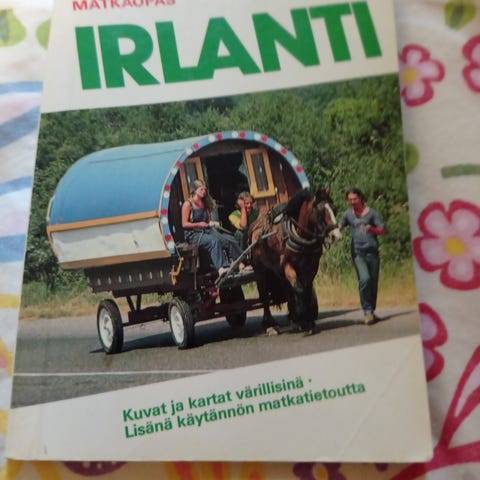 MATKAOPAS
IRLANTI
Kuvat ja kartat värillisinä ·
Lisänä käytännön matkatietoutta